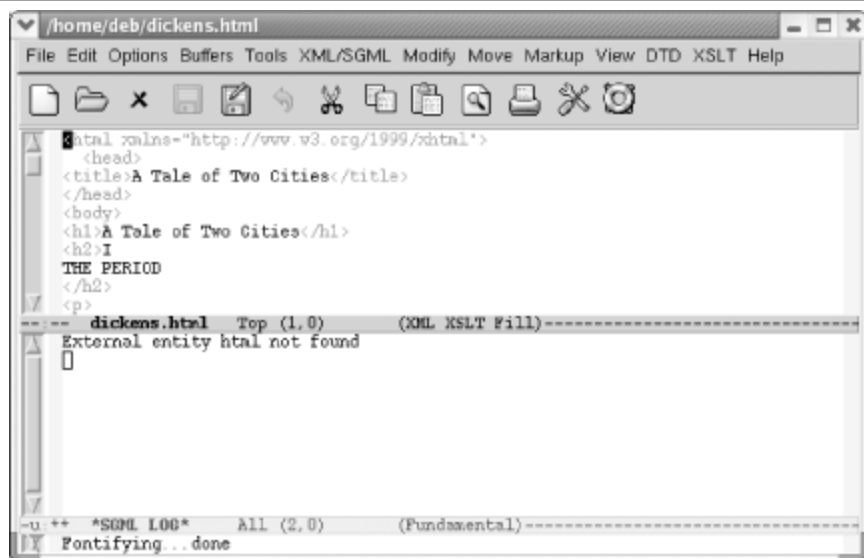 /home/deb/dickens.html
File Edit Options Buffers Tools XML/SGML Modify Move Markup View DTD XSLT Help
<html xmlns="http://www.w3.org/1999/xhtml">
<head>
<title>A Tale of Two Cities</title>
</head>
<body>
<h1>A Tale of Two Cities</h1>
<h2>I
THE PERIOD
</h2>
<p>
--:-- dickens.html Top (1,0) (XML XSLT Fill)--------------------------------
External entity html not found
-u:++ *SGML LOG* All (2,0) (Fundamental)----------------------------------
Fontifying...done